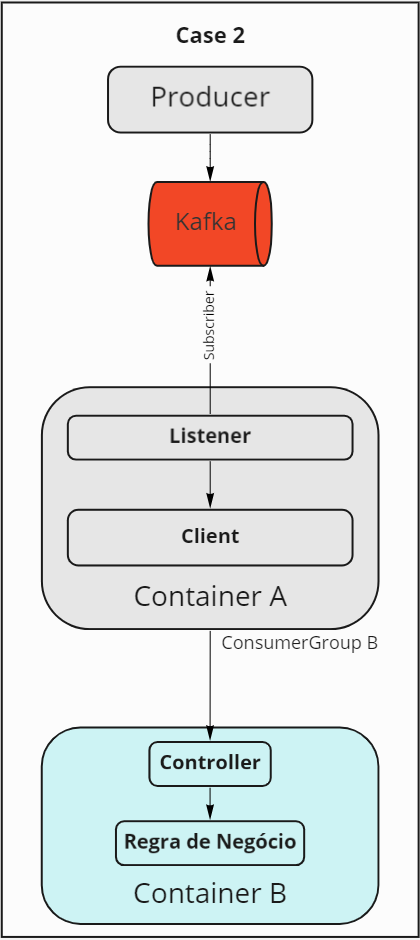 Case 2
Producer
Kafka
Subscriber
Listener
Client
Container A
ConsumerGroup B
Controller
Regra de Negócio
Container B